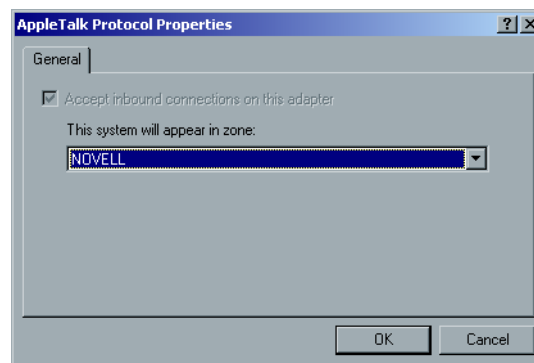 AppleTalk Protocol Properties
General
Accept inbound connections on this adapter
This system will appear in zone:
NOVELL
OK
Cancel